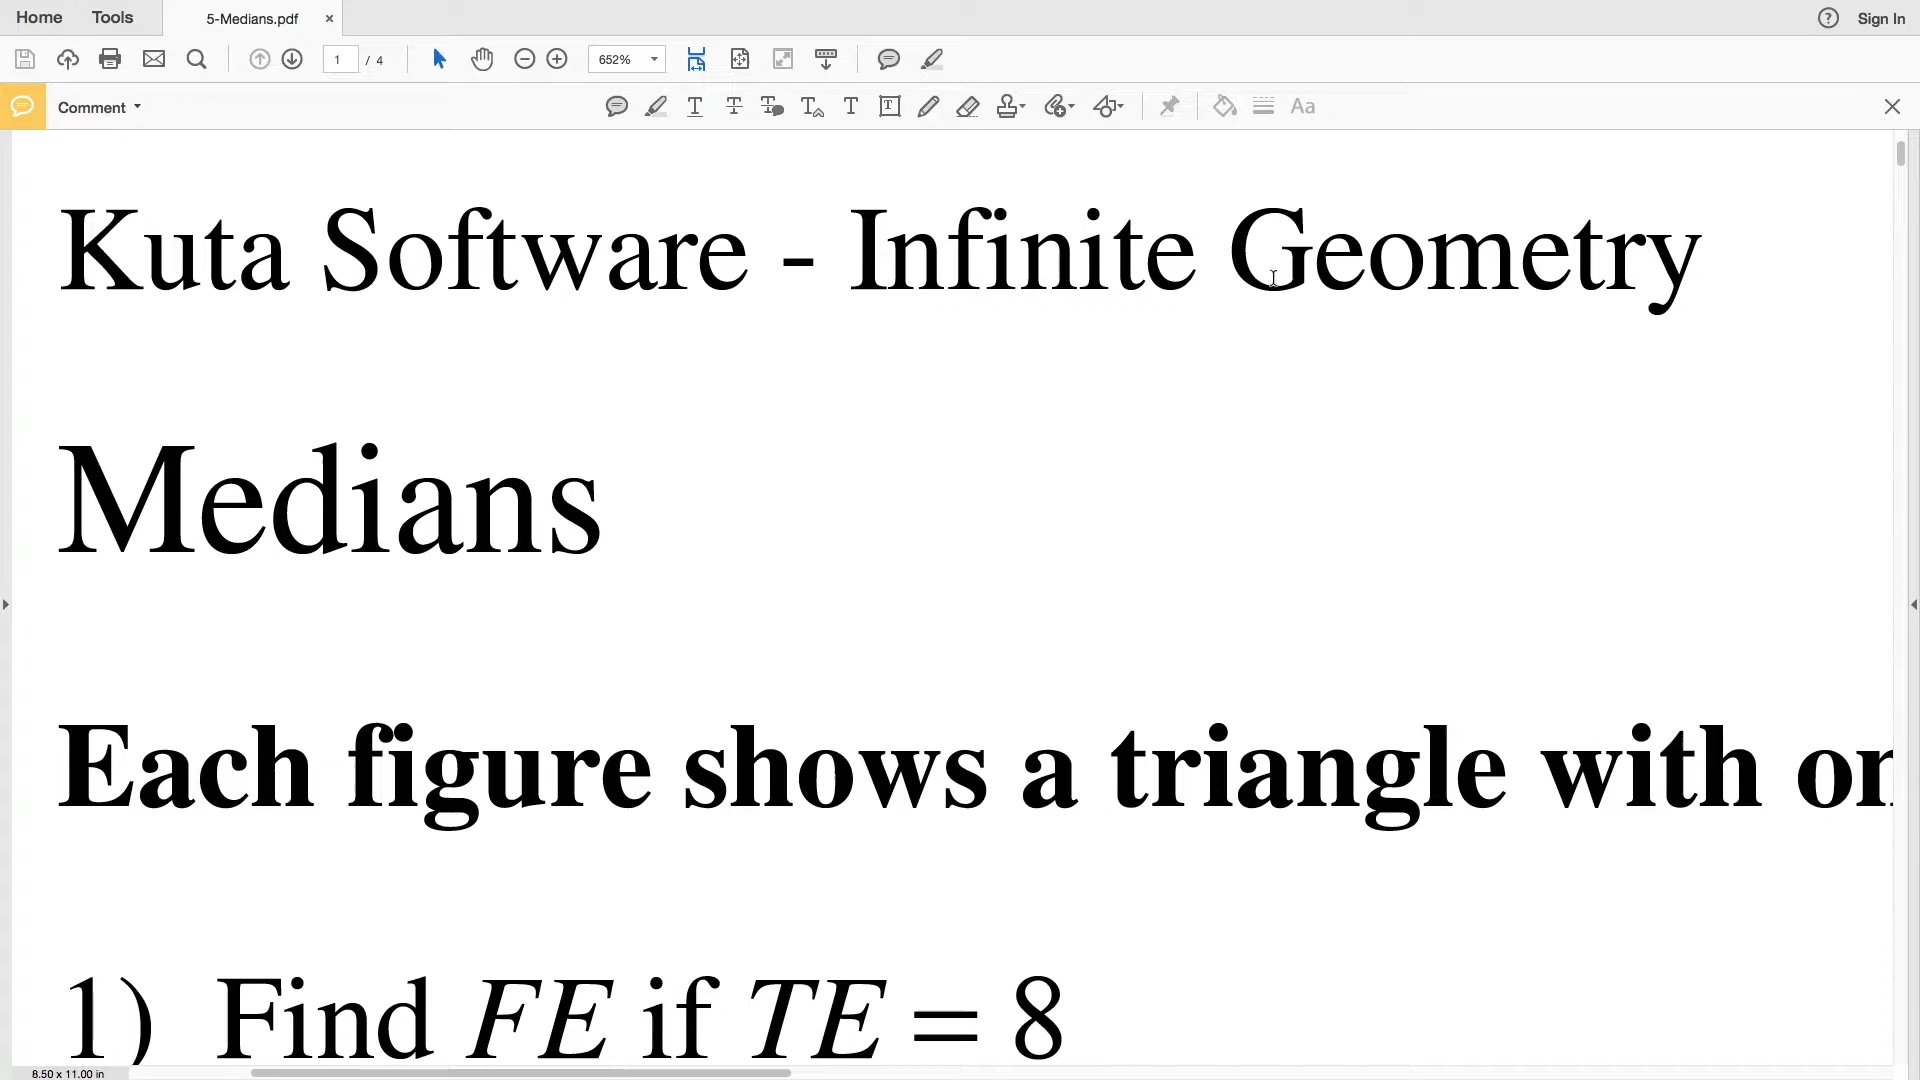 Home Tools 5-Medians.pdf × ? Sign In
1 / 4 652%
Comment Aa
Kuta Software - Infinite Geometry
Medians
Each figure shows a triangle with on
1) Find FE if TE = 8
8.50 x 11.00 in